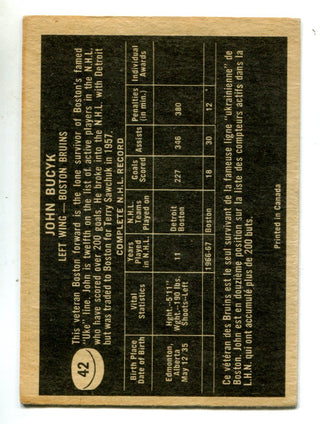 42
JOHN BUCYK
LEFT WING — BOSTON BRUINS
This veteran Boston forward is the lone survivor of Boston's famed
"Uke" line. John is twelfth on the list of active players in the N.H.L.
who have scored over 200 goals. He broke into the N.H.L. with Detroit
but was traded to Boston for Terry Sawchuk in 1957.
COMPLETE N.H.L. RECORD
Birth Place Date of Birth | Vital Statistics | Years Played in N.H.L. | N.H.L. Teams Played on | Goals Scored | Assists | Penalties (in min.) | Individual Awards
Edmonton, Alberta May 12 35 | Hght.-5'11" Wght.-190 lbs. Shoots-Left | 11 | Detroit Boston | 227 | 346 | 380
1966-67 | Boston | 18 | 30 | 12
Ce vétéran des Bruins est le seul survivant de la fameuse ligne "ukrainienne" de
Boston. John est en douzième position sur la liste des compteurs actifs dans la
L.H.N. qui ont accumulé plus de 200 buts.
Printed in Canada